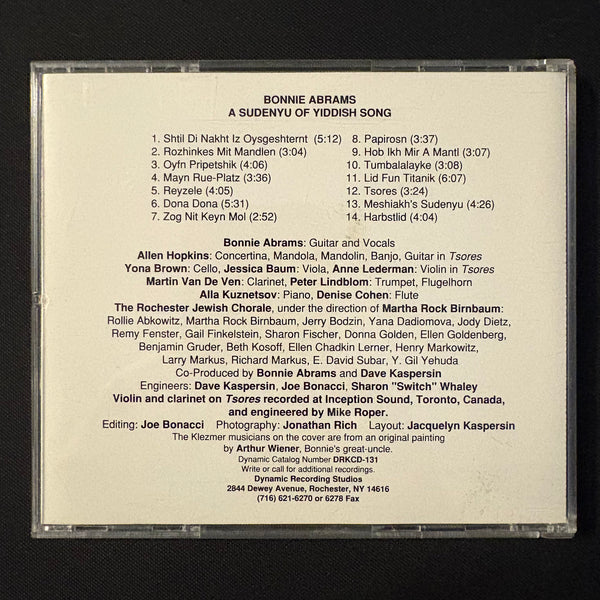 BONNIE ABRAMS
A SUDENYU OF YIDDISH SONG
1. Shtil Di Nakht Iz Oysgeshternt (5:12)
2. Rozhinkes Mit Mandlen (3:04)
3. Oyfn Pripetshik (4:06)
4. Mayn Rue-Platz (3:36)
5. Reyzele (4:05)
6. Dona Dona (5:31)
7. Zog Nit Keyn Mol (2:52)
8. Papirosn (3:37)
9. Hob Ikh Mir A Mantl (3:07)
10. Tumbalalayke (3:08)
11. Lid Fun Titanik (6:07)
12. Tsores (3:24)
13. Meshiakh's Sudenyu (4:26)
14. Harbstlid (4:04)
Bonnie Abrams: Guitar and Vocals
Allen Hopkins: Concertina, Mandola, Mandolin, Banjo, Guitar in Tsores
Yona Brown: Cello, Jessica Baum: Viola, Anne Lederman: Violin in Tsores
Martin Van De Ven: Clarinet, Peter Lindblom: Trumpet, Flugelhorn
Alla Kuznetsov: Piano, Denise Cohen: Flute
The Rochester Jewish Chorale, under the direction of Martha Rock Birnbaum:
Rollie Abkowitz, Martha Rock Birnbaum, Jerry Bodzin, Yana Dadiomova, Jody Dietz,
Remy Fenster, Gail Finkelstein, Sharon Fischer, Donna Golden, Ellen Goldenberg,
Benjamin Gruder, Beth Kosoff, Ellen Chadkin Lerner, Henry Markowitz,
Larry Markus, Richard Markus, E. David Subar, Y. Gil Yehuda
Co-Produced by Bonnie Abrams and Dave Kaspersin
Engineers: Dave Kaspersin, Joe Bonacci, Sharon "Switch" Whaley
Violin and clarinet on Tsores recorded at Inception Sound, Toronto, Canada,
and engineered by Mike Roper.
Editing: Joe Bonacci Photography: Jonathan Rich Layout: Jacquelyn Kaspersin
The Klezmer musicians on the cover are from an original painting
by Arthur Wiener, Bonnie's great-uncle.
Dynamic Catalog Number DRKCD-131
Write or call for additional recordings.
Dynamic Recording Studios
2844 Dewey Avenue, Rochester, NY 14616
(716) 621-6270 or 6278 Fax